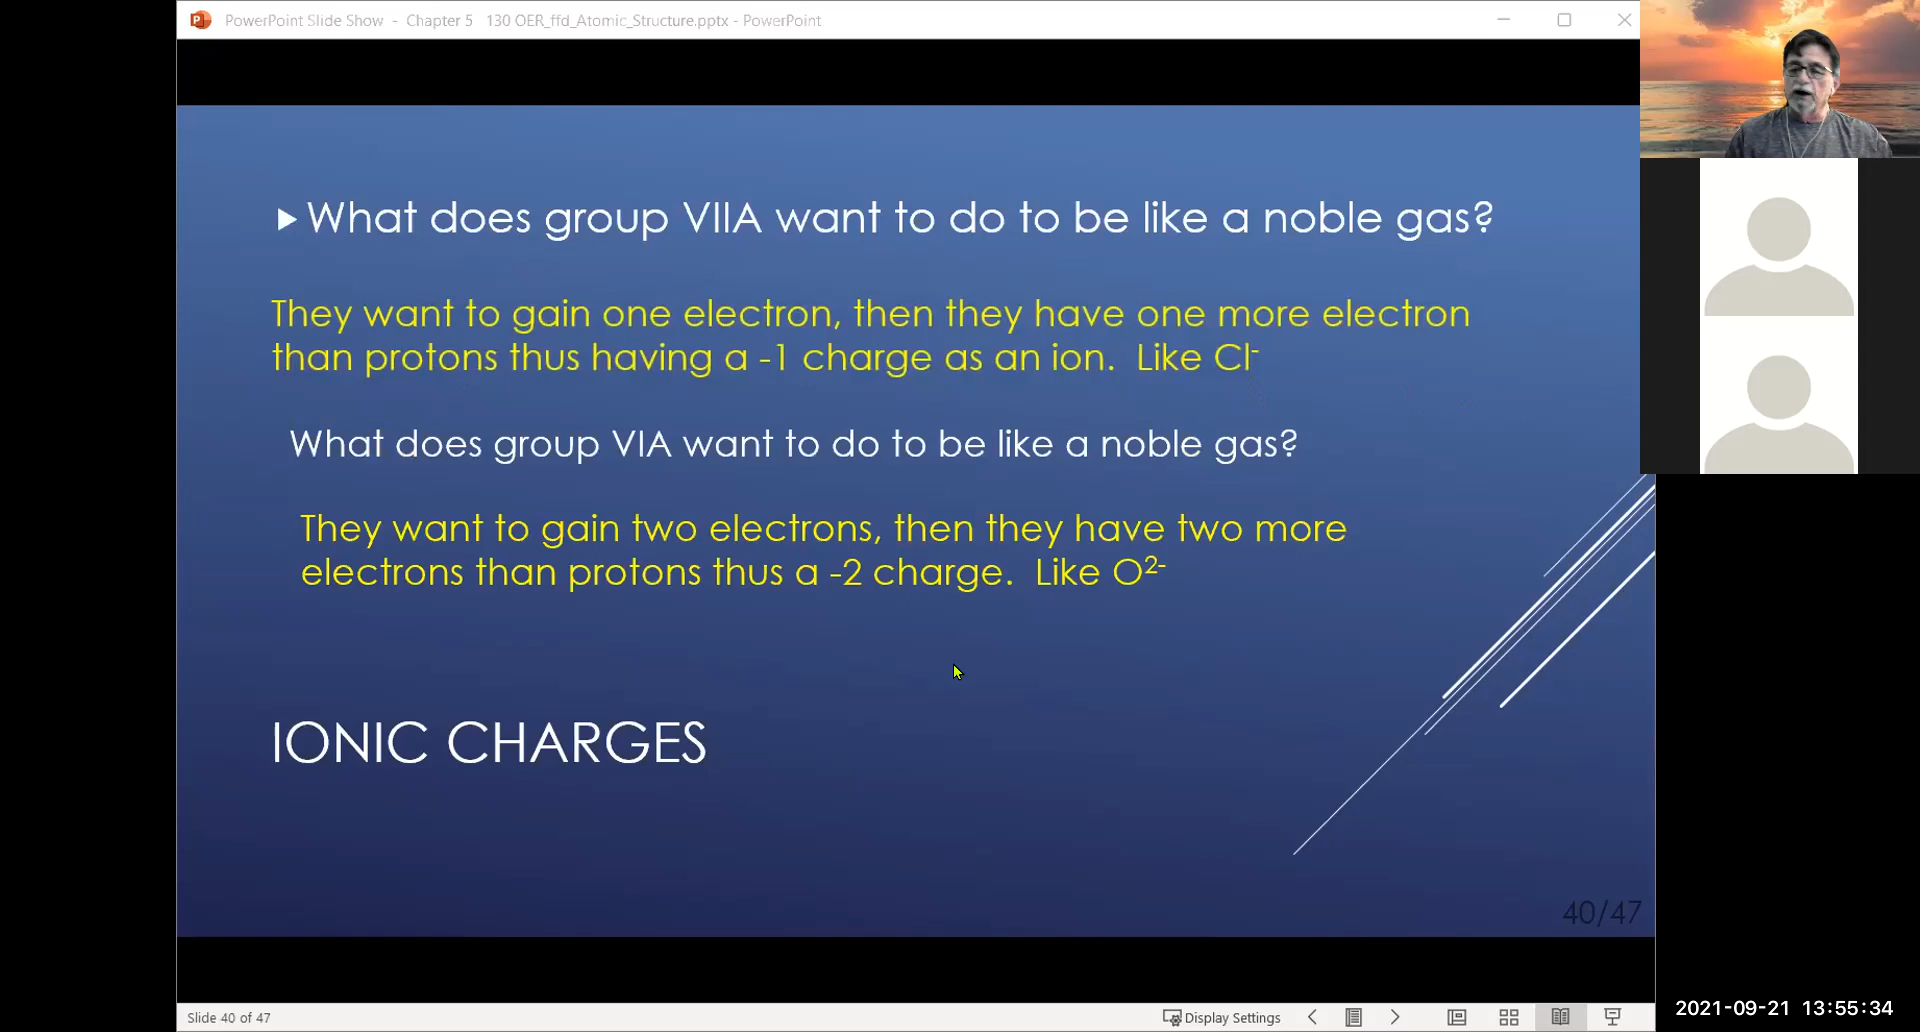 PowerPoint Slide Show - Chapter 5 130 OER_ffd_Atomic_Structure.pptx - PowerPoint
What does group VIIA want to do to be like a noble gas?
They want to gain one electron, then they have one more electron
than protons thus having a -1 charge as an ion. Like Cl⁻
What does group VIA want to do to be like a noble gas?
They want to gain two electrons, then they have two more
electrons than protons thus a -2 charge. Like O²⁻
IONIC CHARGES
40/47
Slide 40 of 47
Display Settings
2021-09-21 13:55:34